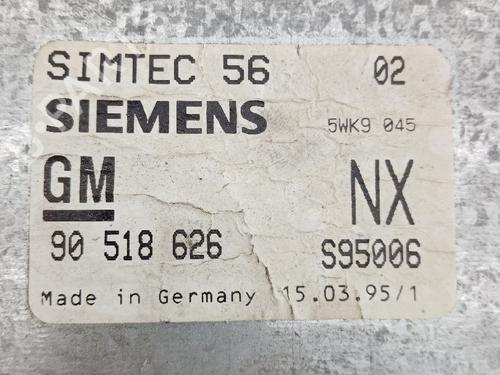 SIMTEC 56 02
SIEMENS 5WK9 045
GM NX
90 518 626 S95006
Made in Germany 15.03.95/1